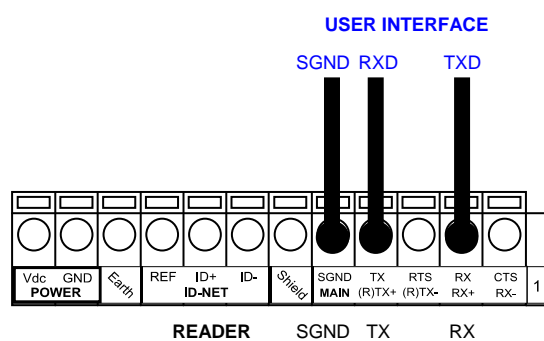 USER INTERFACE
SGND RXD TXD
Vdc GND Earth REF ID+ ID- Shield SGND TX RTS RX CTS
POWER ID-NET MAIN (R)TX+ (R)TX- RX+ RX- 1
READER SGND TX RX